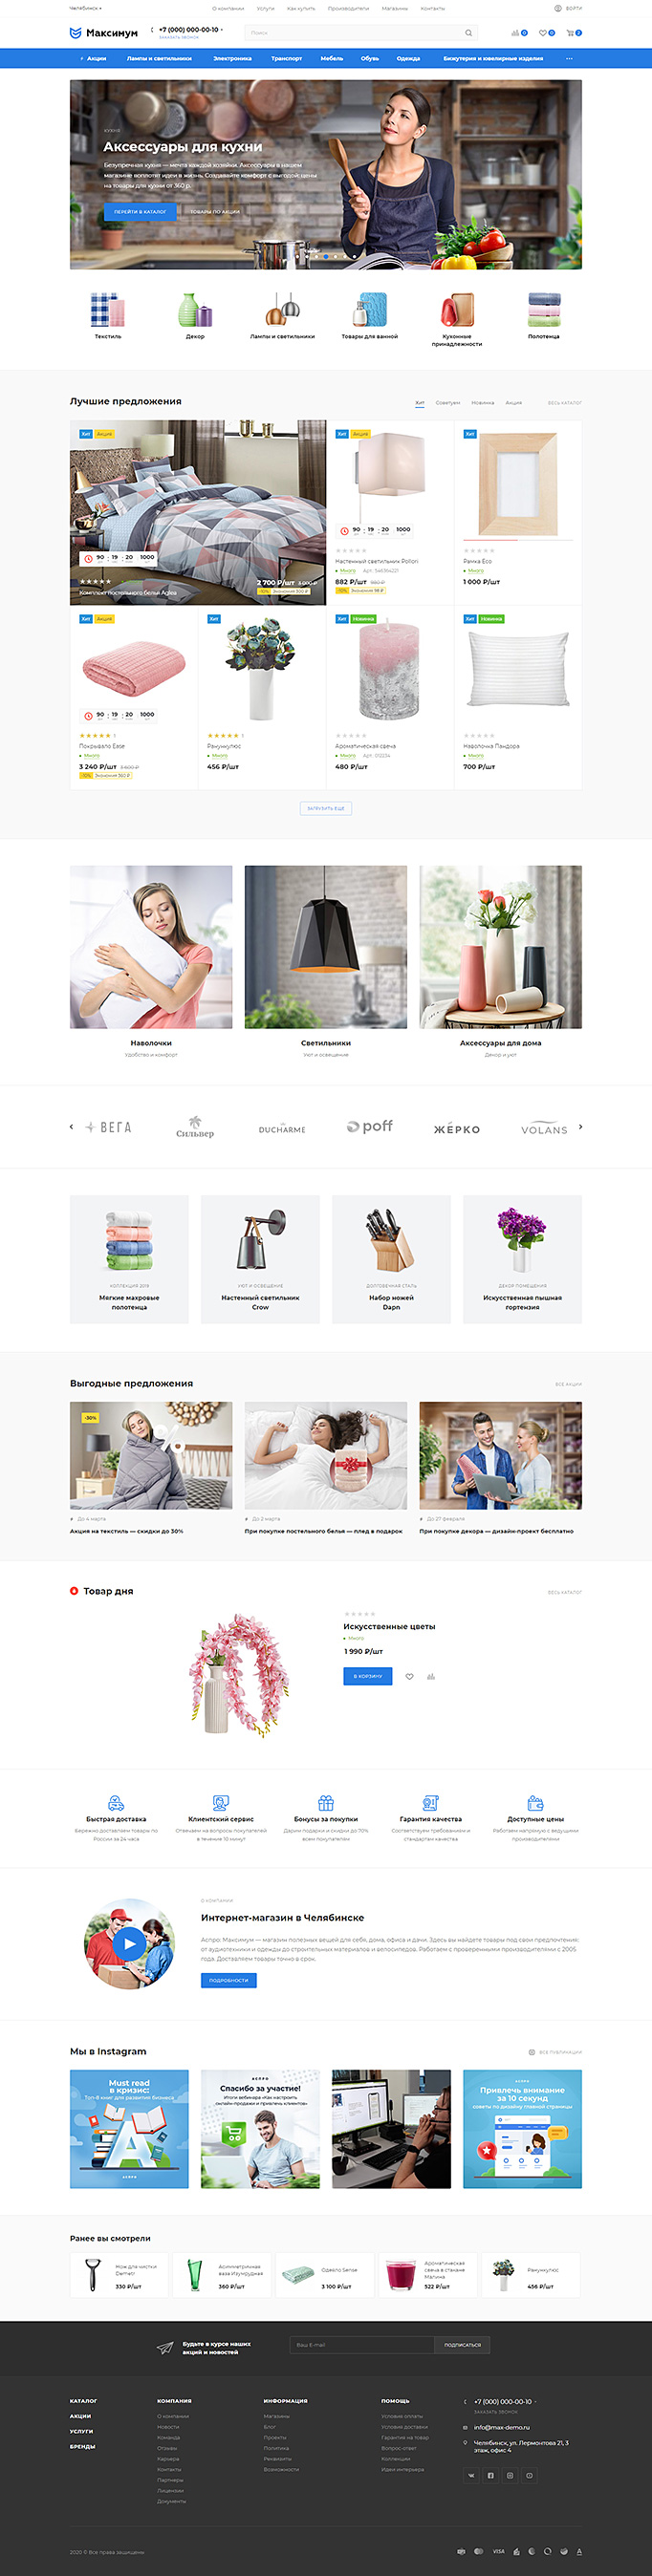 Челябинск
О компании Услуги Как купить Производители Магазины Контакты
ВОЙТИ
Максимум
+7 (000) 000-00-10
ЗАКАЗАТЬ ЗВОНОК
Поиск
0 0 2
Акции Лампы и светильники Электроника Транспорт Мебель Обувь Одежда Бижутерия и ювелирные изделия ...
КУХНЯ
Аксессуары для кухни
Безупречная кухня — мечта каждой хозяйки. Аксессуары в нашем
магазине воплотят идеи в жизнь. Создавайте комфорт с выгодой: цены
на товары для кухни от 360 р.
ПЕРЕЙТИ В КАТАЛОГ ТОВАРЫ ПО АКЦИИ
Текстиль Декор Лампы и светильники Товары для ванной Кухонные
принадлежности
Полотенца
Лучшие предложения
Хит Советуем Новинка Акция ВЕСЬ КАТАЛОГ
Хит Акция
90 : 19 : 20 1000
Комплект постельного белья Aglea
2 700 ₽/шт 3 000 ₽
-10% Экономия 300 ₽
Хит Акция
90 : 19 : 20 1000
Настенный светильник Pollon
Много
882 ₽/шт 980 ₽
-10% Экономия 98 ₽
Хит
Рамка Eco
Много
1 000 ₽/шт
Хит Акция
90 : 19 : 20 1000
Покрывало Ease
Много
3 240 ₽/шт 3 600 ₽
-10% Экономия 360 ₽
Хит
Ранункулюс
Много
456 ₽/шт
Хит Новинка
Ароматическая свеча
Много Арт. 012234
480 ₽/шт
Хит Новинка
Наволочка Пандора
Много
700 ₽/шт
ЗАГРУЗИТЬ ЕЩЕ
Наволочки
Удобство и комфорт
Светильники
Уют и освещение
Аксессуары для дома
Декор и уют
ВЕГА Сильвер DUCHARME poff ЖЁРКО VOLANS
КОЛЛЕКЦИЯ 2019
Мягкие махровые
полотенца
УЮТ И ОСВЕЩЕНИЕ
Настенный светильник
Crow
ДОЛГОВЕЧНАЯ СТАЛЬ
Набор ножей
Dapn
ДЕКОР ПОМЕЩЕНИЯ
Искусственная пышная
гортензия
Выгодные предложения
ВСЕ АКЦИИ
-30%
До 4 марта
Акция на текстиль — скидки до 30%
До 2 марта
При покупке постельного белья — плед в подарок
До 27 февраля
При покупке декора — дизайн-проект бесплатно
Товар дня
ВЕСЬ КАТАЛОГ
Искусственные цветы
Много
1 990 ₽/шт
В КОРЗИНУ
Быстрая доставка
Бережно доставляем товары по
России за 24 часа
Клиентский сервис
Отвечаем на вопросы покупателей
в течение 10 минут
Бонусы за покупки
Дарим подарки и скидки до 70%
всем покупателям
Гарантия качества
Соответствуем требованиям и
стандартам качества
Доступные цены
Работаем напрямую с ведущими
производителями
О КОМПАНИИ
Интернет-магазин в Челябинске
Аспро: Максимум — магазин полезных вещей для себя, дома, офиса и дачи. Здесь вы найдете товары под свои предпочтения:
от аудиотехники и одежды до строительных материалов и велосипедов. Работаем с проверенными производителями с 2005
года. Доставляем товары точно в срок.
ПОДРОБНОСТИ
Мы в Instagram
ВСЕ ПУБЛИКАЦИИ
Must read
в кризис:
Топ-8 книг для развития бизнеса
АСПРО
АСПРО
Спасибо за участие!
Итоги вебинара «Как настроить
онлайн-продажи и привлечь клиентов»
АСПРО
Привлечь внимание
за 10 секунд
советы по дизайну главной страницы
Ранее вы смотрели
Нож для чистки
Demetr
330 ₽/шт
Асимметричная
ваза Изумрудная
360 ₽/шт
Одеяло Sense
3 100 ₽/шт
Ароматическая
свеча в стакане
Малина
922 ₽/шт
Ранункулюс
456 ₽/шт
Будьте в курсе наших
акций и новостей
Ваш E-mail
ПОДПИСАТЬСЯ
КАТАЛОГ
АКЦИИ
УСЛУГИ
БРЕНДЫ
КОМПАНИЯ
О компании
Новости
Команда
Отзывы
Карьера
Контакты
Партнеры
Лицензии
Документы
ИНФОРМАЦИЯ
Магазины
Блог
Проекты
Политика
Реквизиты
Возможности
ПОМОЩЬ
Условия оплаты
Условия доставки
Гарантия на товар
Вопрос-ответ
Коллекции
Идеи интерьера
+7 (000) 000-00-10
ЗАКАЗАТЬ ЗВОНОК
info@max-demo.ru
Челябинск, ул. Лермонтова 21, 3
этаж, офис 4
2020 © Все права защищены
VISA